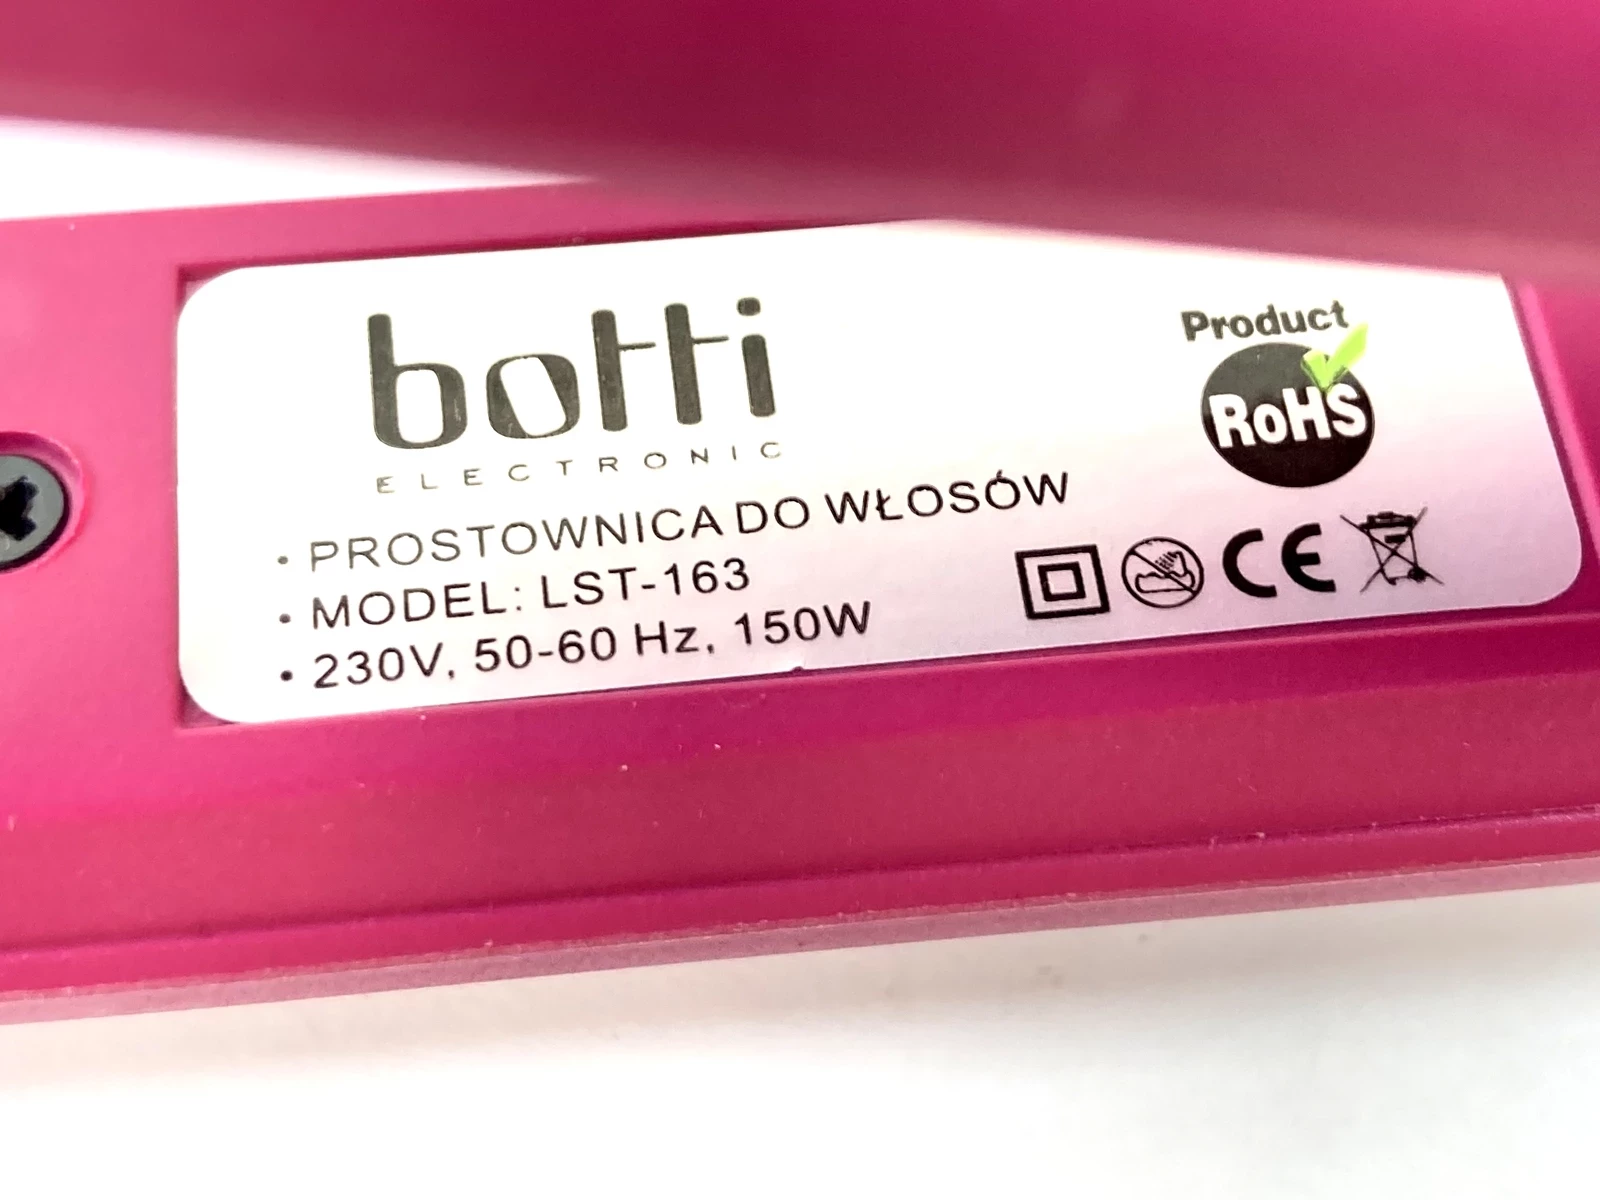 botti
ELECTRONIC
Product
RoHS
• PROSTOWNICA DO WŁOSÓW
• MODEL: LST-163
• 230V, 50-60 Hz, 150W
CE